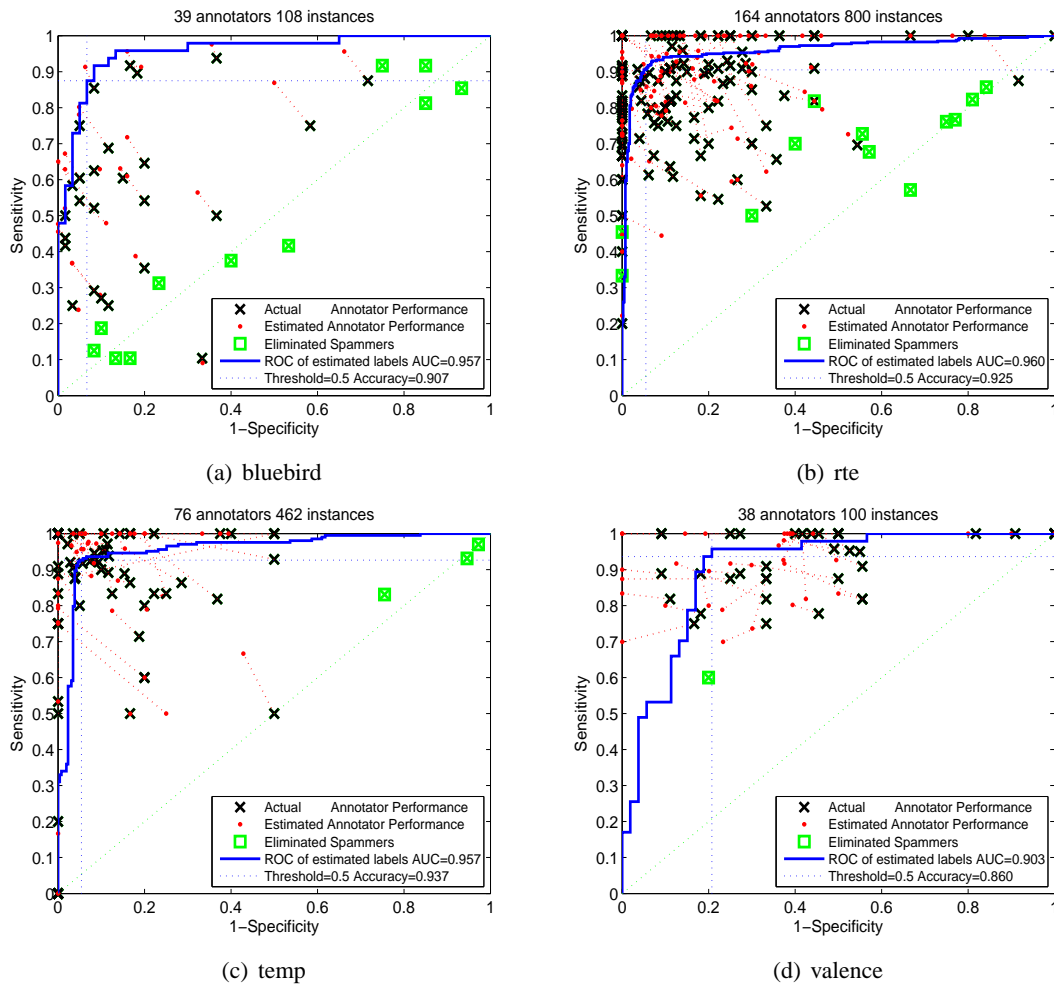 39 annotators 108 instances
1
0.9
0.8
0.7
0.6
0.5
0.4
0.3
0.2
0.1
0
Sensitivity
Actual Annotator Performance
Estimated Annotator Performance
Eliminated Spammers
ROC of estimated labels AUC=0.957
Threshold=0.5 Accuracy=0.907
0 0.2 0.4 0.6 0.8 1
1−Specificity
(a) bluebird
164 annotators 800 instances
1
0.9
0.8
0.7
0.6
0.5
0.4
0.3
0.2
0.1
0
Sensitivity
Actual Annotator Performance
Estimated Annotator Performance
Eliminated Spammers
ROC of estimated labels AUC=0.960
Threshold=0.5 Accuracy=0.925
0 0.2 0.4 0.6 0.8 1
1−Specificity
(b) rte
76 annotators 462 instances
1
0.9
0.8
0.7
0.6
0.5
0.4
0.3
0.2
0.1
0
Sensitivity
Actual Annotator Performance
Estimated Annotator Performance
Eliminated Spammers
ROC of estimated labels AUC=0.957
Threshold=0.5 Accuracy=0.937
0 0.2 0.4 0.6 0.8 1
1−Specificity
(c) temp
38 annotators 100 instances
1
0.9
0.8
0.7
0.6
0.5
0.4
0.3
0.2
0.1
0
Sensitivity
Actual Annotator Performance
Estimated Annotator Performance
Eliminated Spammers
ROC of estimated labels AUC=0.903
Threshold=0.5 Accuracy=0.860
0 0.2 0.4 0.6 0.8 1
1−Specificity
(d) valence